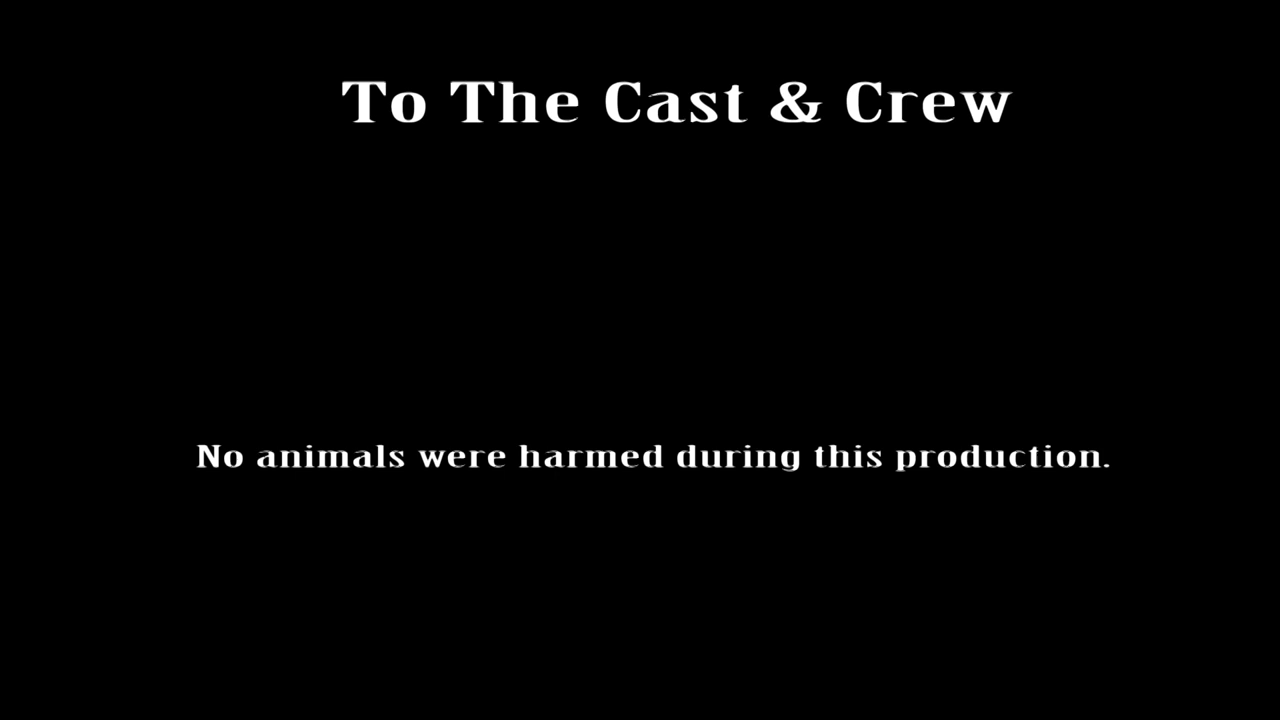 To The Cast & Crew
No animals were harmed during this production.